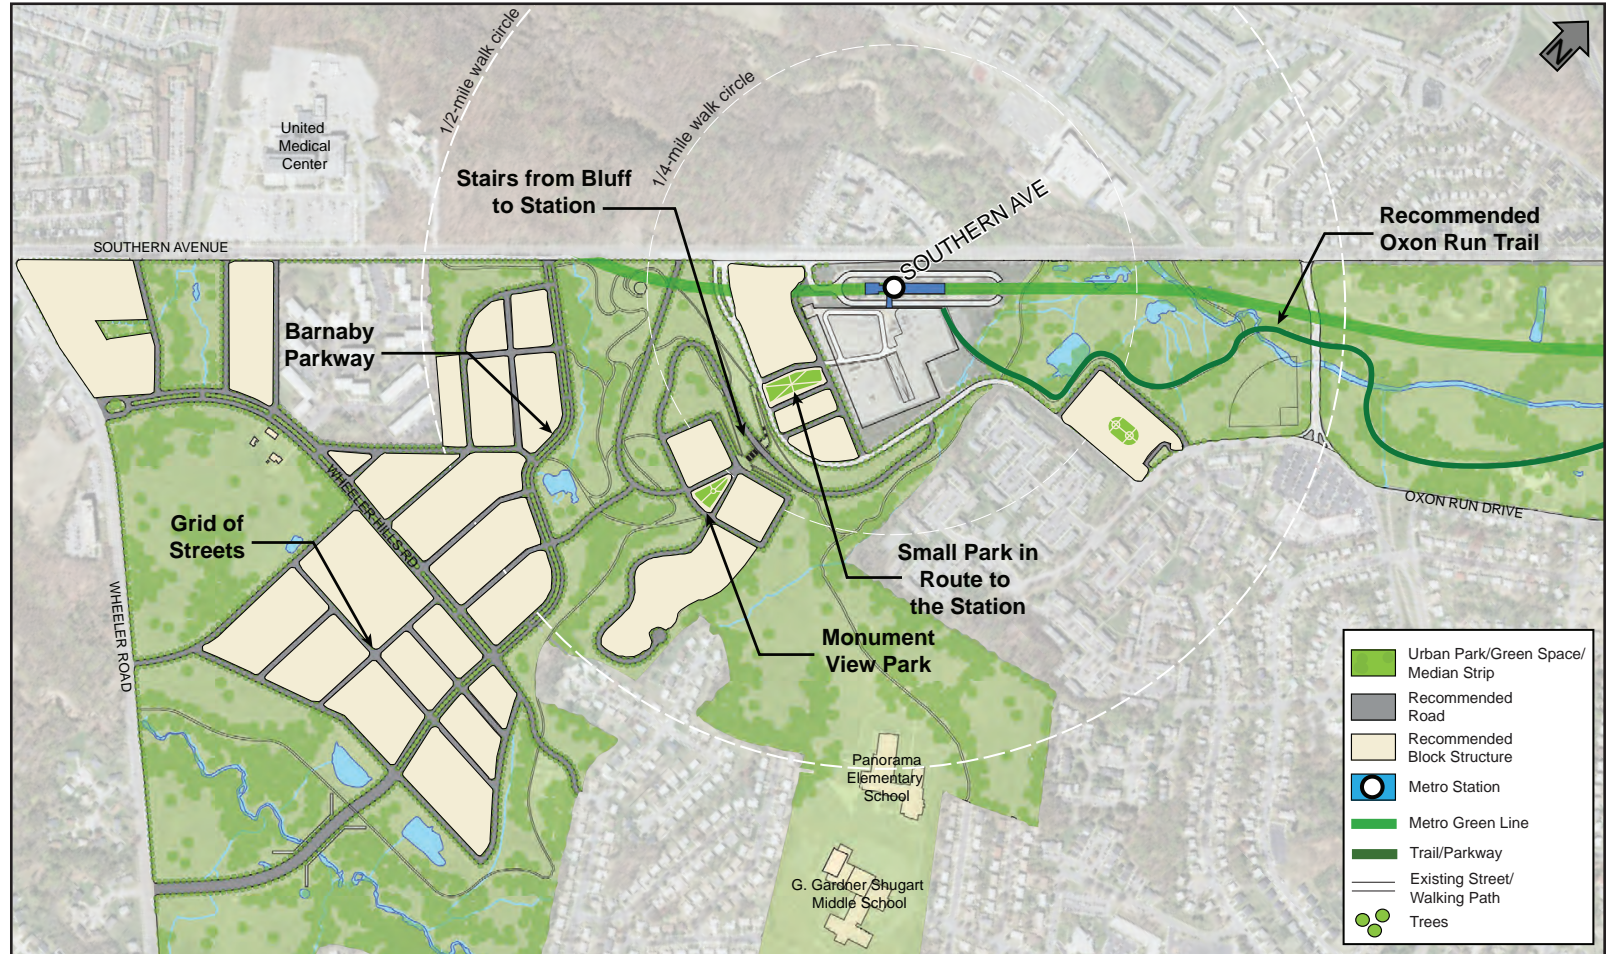 N
1/2-mile walk circle
1/4-mile walk circle
United
Medical
Center
Stairs from Bluff
to Station
SOUTHERN AVE
Recommended
Oxon Run Trail
SOUTHERN AVENUE
Barnaby
Parkway
WHEELER HILLS RD
OXON RUN DRIVE
Grid of
Streets
Small Park in
Route to
the Station
WHEELER ROAD
Monument
View Park
Panorama
Elementary
School
G. Gardner Shugart
Middle School
Urban Park/Green Space/
Median Strip
Recommended
Road
Recommended
Block Structure
Metro Station
Metro Green Line
Trail/Parkway
Existing Street/
Walking Path
Trees